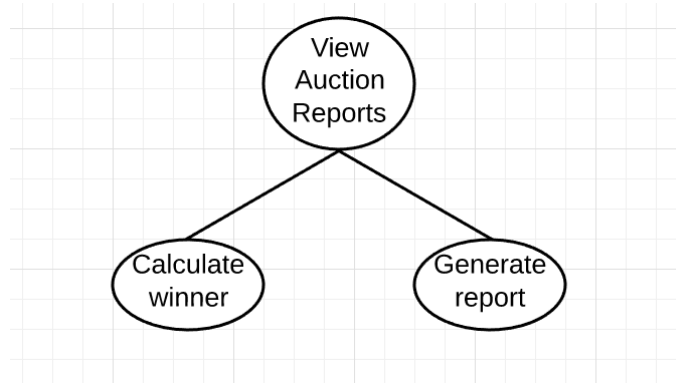 View
Auction
Reports
Calculate
winner
Generate
report